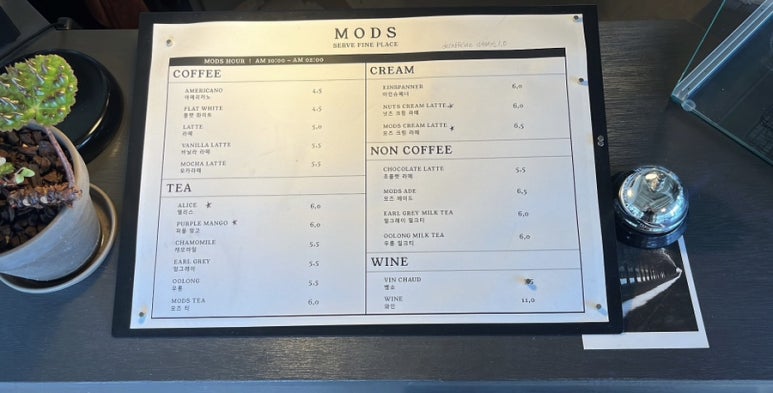 MODS
SERVE FINE PLACE
MODS HOUR | AM 10:00 - AM 02:00
COFFEE
AMERICANO 4.5
아메리카노
FLAT WHITE 4.5
플랫 화이트
LATTE 5.0
라떼
VANILLA LATTE 5.5
바닐라 라떼
MOCHA LATTE 5.5
모카라떼
TEA
ALICE 6,0
앨리스
PURPLE MANGO 6,0
퍼플 망고
CHAMOMILE 5.5
캐모마일
EARL GREY 5.5
얼그레이
OOLONG 5.5
우롱
MODS TEA 6,0
모즈 티
CREAM
EINSPANNER 6,0
아인슈페너
NUTS CREAM LATTE 6,0
넛츠 크림 라떼
MODS CREAM LATTE 6,5
모즈 크림 라떼
NON COFFEE
CHOCOLATE LATTE 5.5
초콜렛 라떼
MODS ADE 6,5
모즈 에이드
EARL GREY MILK TEA 6,0
얼그레이 밀크티
OOLONG MILK TEA 6,0
우롱 밀크티
WINE
VIN CHAUD
뱅쇼
WINE 11,0
와인